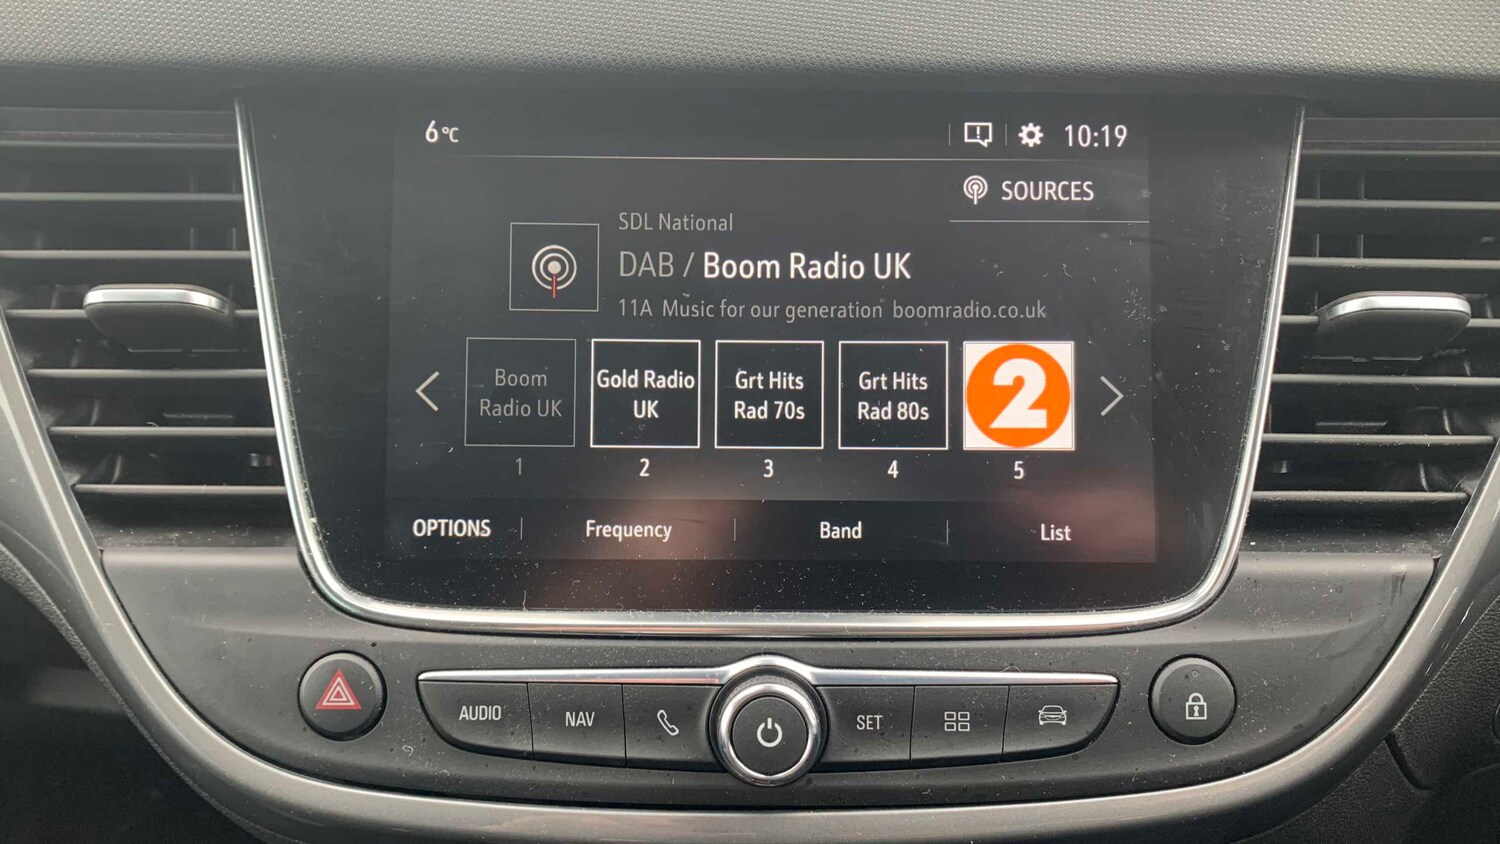 6°C
10:19
SOURCES
SDL National
DAB / Boom Radio UK
11A Music for our generation boomradio.co.uk
Boom
Radio UK
Gold Radio
UK
Grt Hits
Rad 70s
Grt Hits
Rad 80s
2
1
2
3
4
5
OPTIONS
Frequency
Band
List
AUDIO
NAV
SET